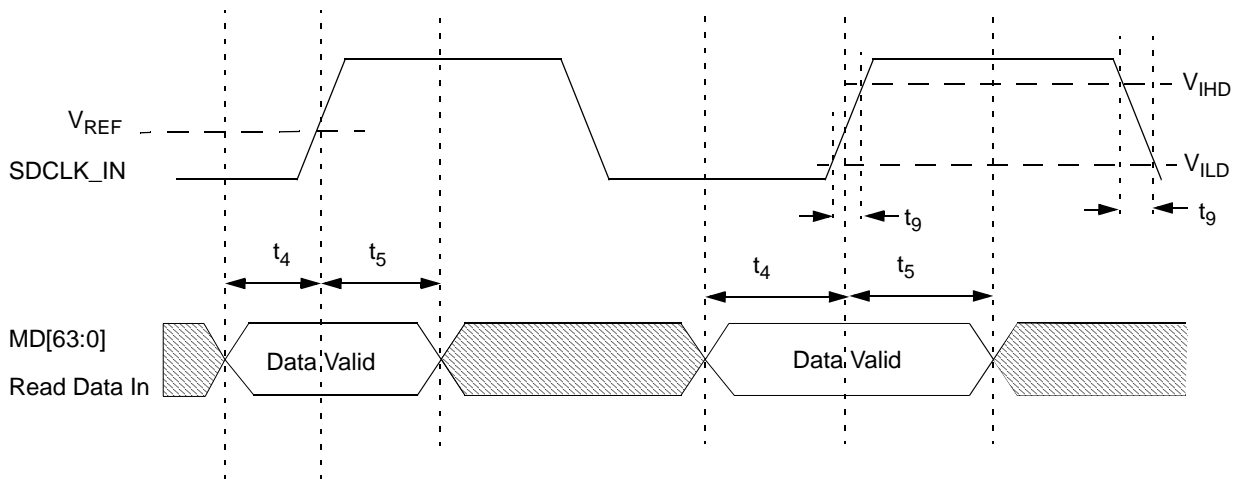 V_REF
V_IHD
SDCLK_IN
V_ILD
t_9
t_9
t_4
t_5
t_4
t_5
MD[63:0]
Data Valid
Data Valid
Read Data In